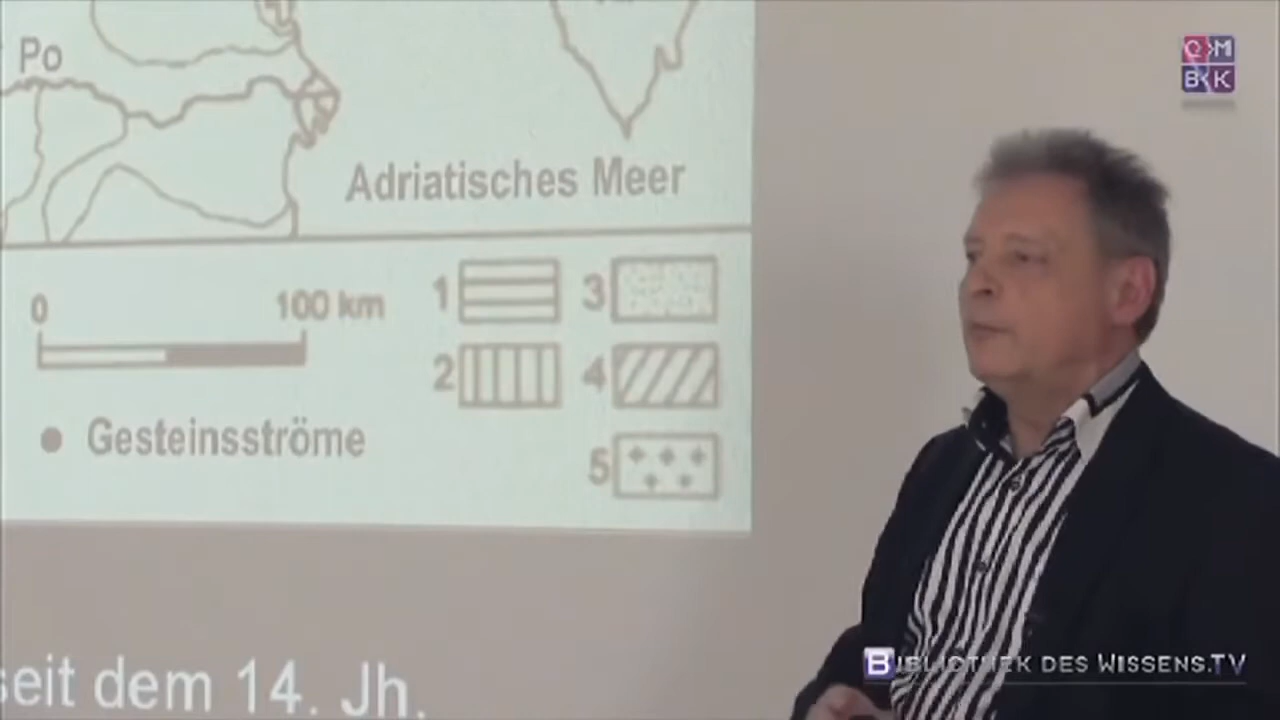 Po
Q>M
B<K
Adriatisches Meer
0 100 km
1 3
2 4
Gesteinsströme
5
BIBLIOTHEK DES WISSENS.TV
seit dem 14. Jh.